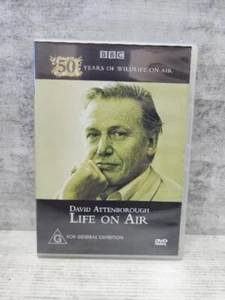 BBC
50 YEARS OF WILDLIFE ON AIR
DAVID ATTENBOROUGH
LIFE ON AIR
G FOR GENERAL EXHIBITION
DVD